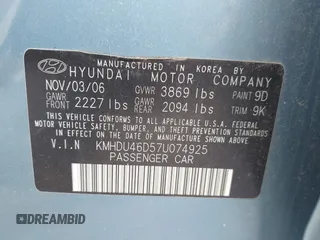 MANUFACTURED IN KOREA
HYUNDAI MOTOR COMPANY
NOV/03/06 GVWR 3869 lbs PAINT 9D
GAWR FRONT 2227 lbs GAWR REAR 2094 lbs TRIM 9K
THIS VEHICLE CONFORMS TO ALL APPLICABLE U.S.A FEDERAL
MOTOR VEHICLE SAFETY, BUMPER, AND THEFT PREVENTION
STANDARDS IN EFFECT ON THE DATE OF MANUFACTURE
SHOWN ABOVE.
V.I.N KMHDU46D57U074925
PASSENGER CAR
DREAMBID